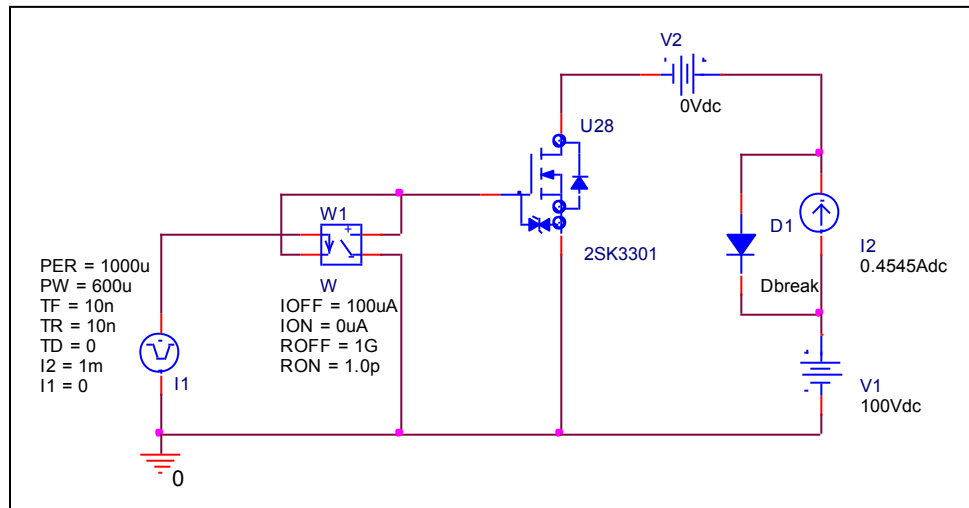 V2
0Vdc
U28
2SK3301
W1
W
IOFF = 100uA
ION = 0uA
ROFF = 1G
RON = 1.0p
PER = 1000u
PW = 600u
TF = 10n
TR = 10n
TD = 0
I2 = 1m
I1 = 0
I1
D1
Dbreak
I2
0.4545Adc
V1
100Vdc
0